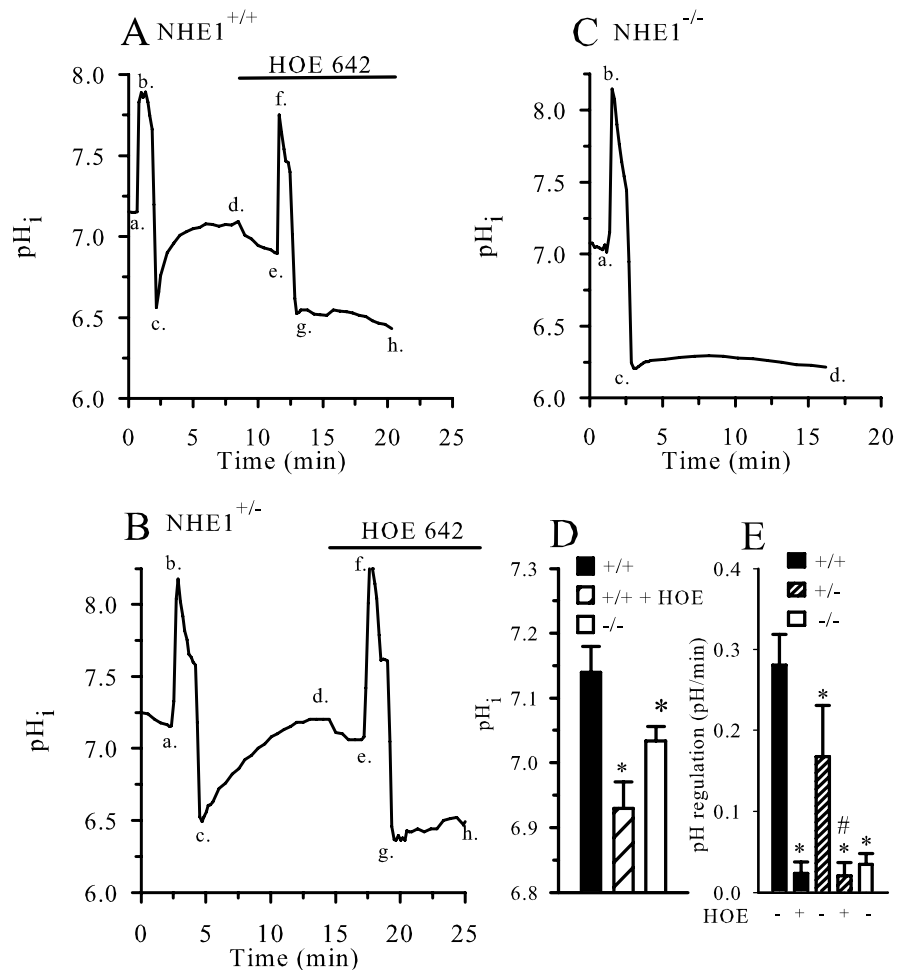 A NHE1+/+
HOE 642
8.0
7.5
7.0
6.5
6.0
pHi
a.
b.
c.
d.
e.
f.
g.
h.
0 5 10 15 20 25
Time (min)
C NHE1-/-
8.0
7.5
7.0
6.5
6.0
pHi
a.
b.
c.
d.
0 5 10 15 20
Time (min)
B NHE1+/-
HOE 642
8.0
7.5
7.0
6.5
6.0
pHi
a.
b.
c.
d.
e.
f.
g.
h.
0 5 10 15 20 25
Time (min)
D
+/+
+/+ + HOE
-/-
7.3
7.2
7.1
7.0
6.9
6.8
pHi
*
*
E
+/+
+/-
-/-
0.4
0.3
0.2
0.1
0.0
pH regulation (pH/min)
*
*
#
*
*
HOE - + - + -